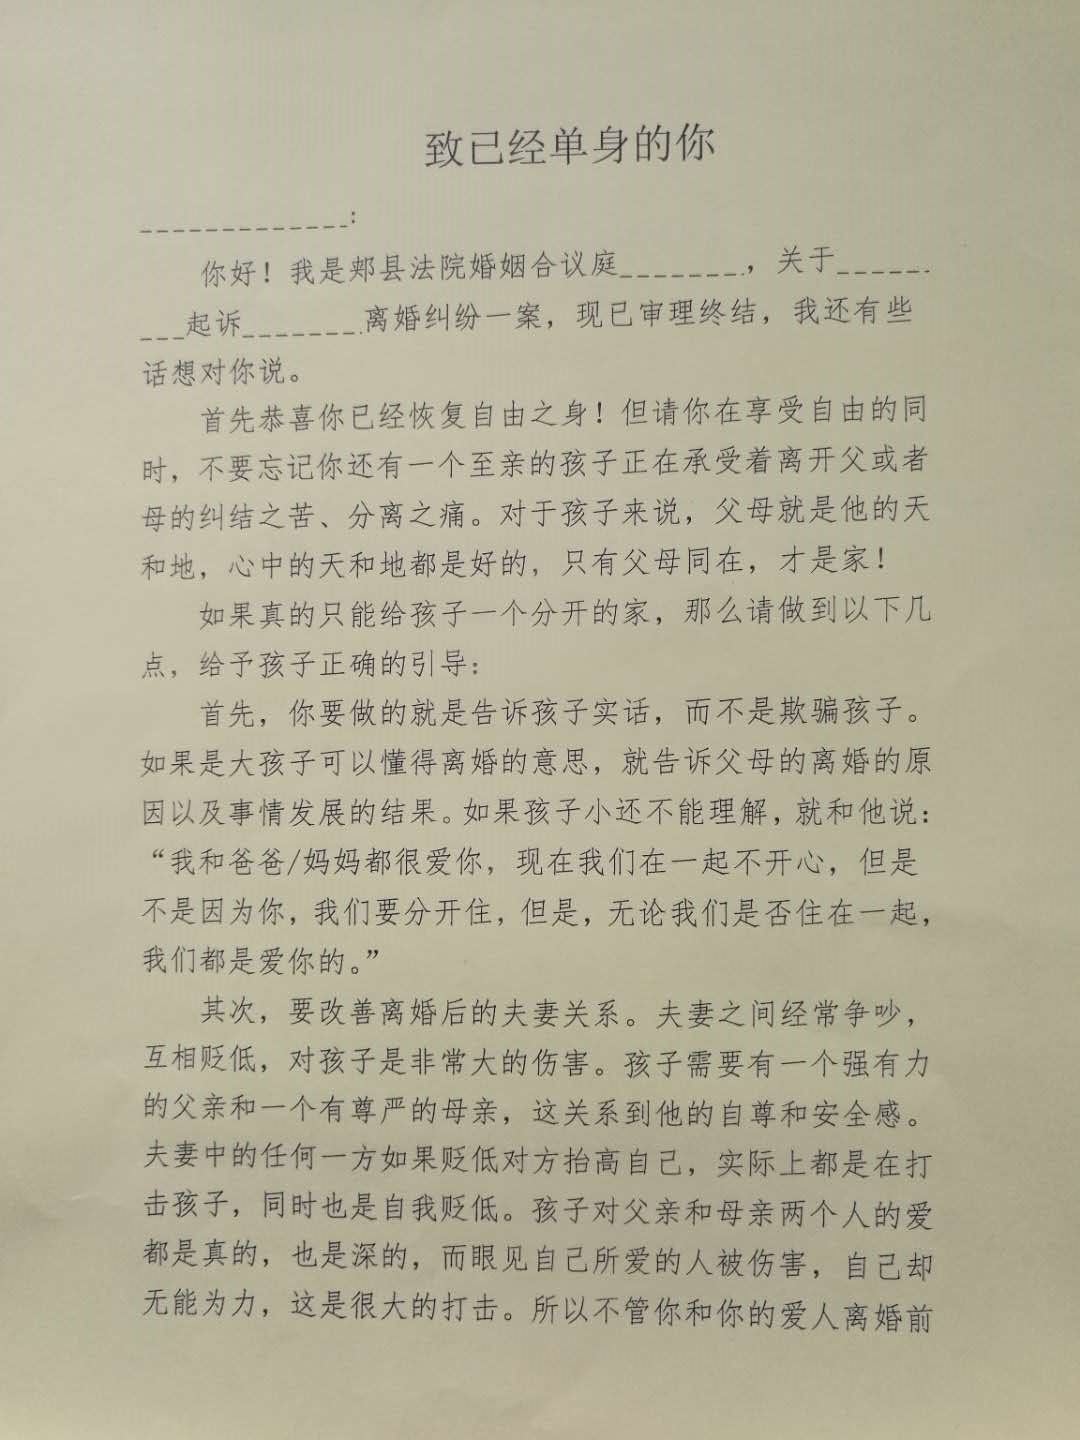 致已经单身的你
_____________:
你好！我是郏县法院婚姻合议庭________，关于______
___起诉________离婚纠纷一案，现已审理终结，我还有些
话想对你说。
首先恭喜你已经恢复自由之身！但请你在享受自由的同
时，不要忘记你还有一个至亲的孩子正在承受着离开父或者
母的纠结之苦、分离之痛。对于孩子来说，父母就是他的天
和地，心中的天和地都是好的，只有父母同在，才是家！
如果真的只能给孩子一个分开的家，那么请做到以下几
点，给予孩子正确的引导：
首先，你要做的就是告诉孩子实话，而不是欺骗孩子。
如果是大孩子可以懂得离婚的意思，就告诉父母的离婚的原
因以及事情发展的结果。如果孩子小还不能理解，就和他说：
“我和爸爸/妈妈都很爱你，现在我们在一起不开心，但是
不是因为你，我们要分开住，但是，无论我们是否住在一起，
我们都是爱你的。”
其次，要改善离婚后的夫妻关系。夫妻之间经常争吵，
互相贬低，对孩子是非常大的伤害。孩子需要有一个强有力
的父亲和一个有尊严的母亲，这关系到他的自尊和安全感。
夫妻中的任何一方如果贬低对方抬高自己，实际上都是在打
击孩子，同时也是自我贬低。孩子对父亲和母亲两个人的爱
都是真的，也是深的，而眼见自己所爱的人被伤害，自己却
无能为力，这是很大的打击。所以不管你和你的爱人离婚前